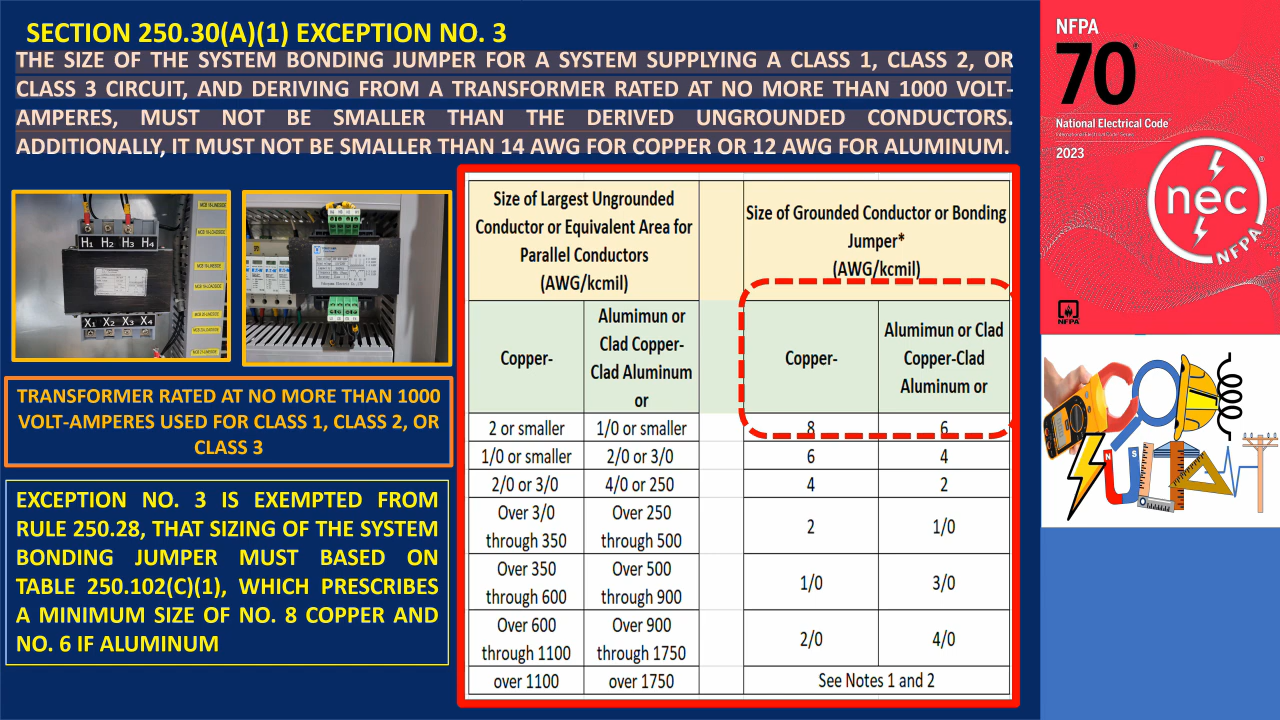 SECTION 250.30(A)(1) EXCEPTION NO. 3
THE SIZE OF THE SYSTEM BONDING JUMPER FOR A SYSTEM SUPPLYING A CLASS 1, CLASS 2, OR
CLASS 3 CIRCUIT, AND DERIVING FROM A TRANSFORMER RATED AT NO MORE THAN 1000 VOLT-
AMPERES, MUST NOT BE SMALLER THAN THE DERIVED UNGROUNDED CONDUCTORS.
ADDITIONALLY, IT MUST NOT BE SMALLER THAN 14 AWG FOR COPPER OR 12 AWG FOR ALUMINUM.
H1 H2 H3 H4
X1 X2 X3 X4
TRANSFORMER RATED AT NO MORE THAN 1000
VOLT-AMPERES USED FOR CLASS 1, CLASS 2, OR
CLASS 3
EXCEPTION NO. 3 IS EXEMPTED FROM
RULE 250.28, THAT SIZING OF THE SYSTEM
BONDING JUMPER MUST BASED ON
TABLE 250.102(C)(1), WHICH PRESCRIBES
A MINIMUM SIZE OF NO. 8 COPPER AND
NO. 6 IF ALUMINUM
Size of Largest Ungrounded
Conductor or Equivalent Area for
Parallel Conductors
(AWG/kcmil)
Size of Grounded Conductor or Bonding
Jumper*
(AWG/kcmil)
Copper-
Alumimun or
Clad Copper-
Clad Aluminum
or
Copper-
Alumimun or Clad
Copper-Clad
Aluminum or
2 or smaller 1/0 or smaller 8 6
1/0 or smaller 2/0 or 3/0 6 4
2/0 or 3/0 4/0 or 250 4 2
Over 3/0 Over 250
through 350 through 500 2 1/0
Over 350 Over 500
through 600 through 900 1/0 3/0
Over 600 Over 900
through 1100 through 1750 2/0 4/0
over 1100 over 1750 See Notes 1 and 2
NFPA
70®
National Electrical Code®
International Electrical Code® Series
2023
nec®
NFPA
NFPA
N S